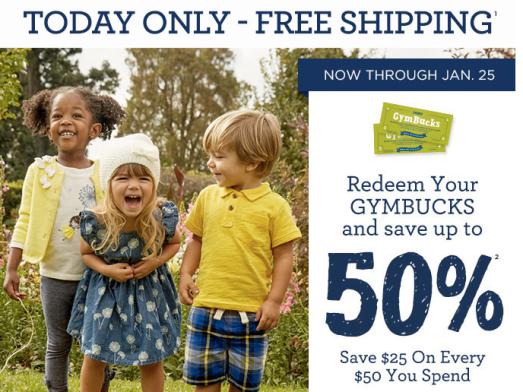 TODAY ONLY - FREE SHIPPING¹
NOW THROUGH JAN. 25
GymBucks
Redeem Your
GYMBUCKS
and save up to
50%²
Save $25 On Every
$50 You Spend